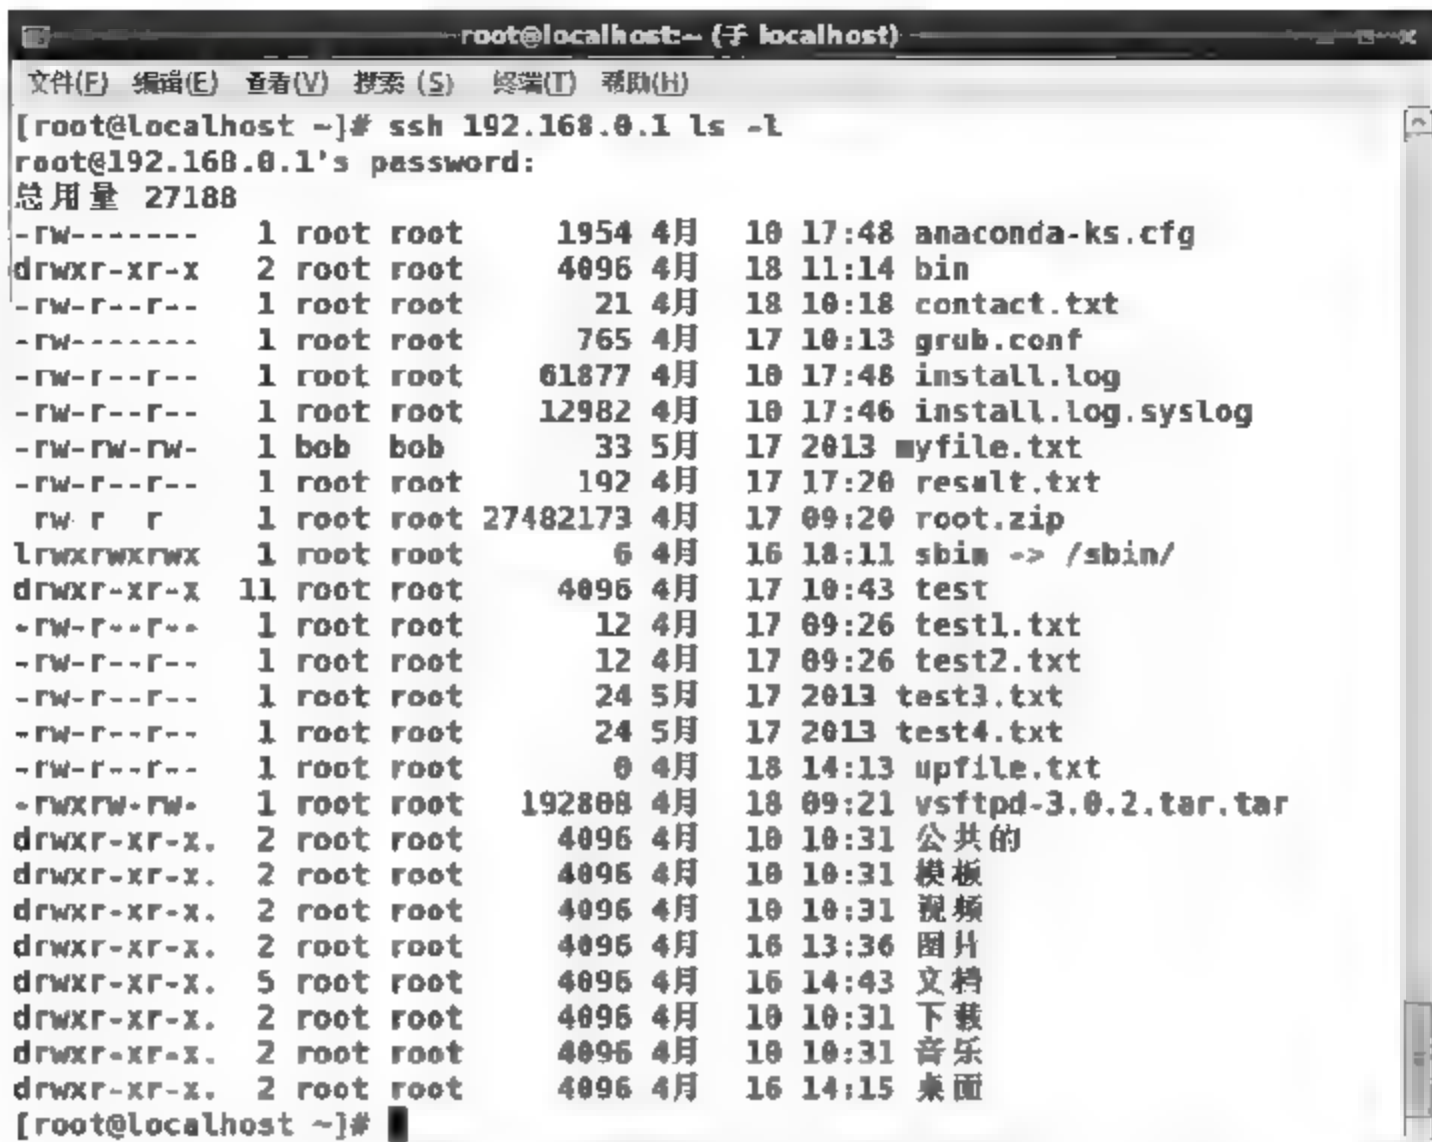 root@localhost:~ (于 localhost)
文件(F) 编辑(E) 查看(V) 搜索 (S) 终端(T) 帮助(H)
[root@localhost ~]# ssh 192.168.0.1 ls -l
root@192.168.0.1's password:
总用量 27188
-rw------- 1 root root 1954 4月 10 17:48 anaconda-ks.cfg
drwxr-xr-x 2 root root 4096 4月 18 11:14 bin
-rw-r--r-- 1 root root 21 4月 18 10:18 contact.txt
-rw------- 1 root root 765 4月 17 10:13 grub.conf
-rw-r--r-- 1 root root 61877 4月 10 17:48 install.log
-rw-r--r-- 1 root root 12982 4月 10 17:46 install.log.syslog
-rw-rw-rw- 1 bob bob 33 5月 17 2013 myfile.txt
-rw-r--r-- 1 root root 192 4月 17 17:20 result.txt
rw r r 1 root root 27482173 4月 17 09:20 root.zip
lrwxrwxrwx 1 root root 6 4月 16 18:11 sbin -> /sbin/
drwxr-xr-x 11 root root 4096 4月 17 10:43 test
-rw-r--r-- 1 root root 12 4月 17 09:26 test1.txt
-rw-r--r-- 1 root root 12 4月 17 09:26 test2.txt
-rw-r--r-- 1 root root 24 5月 17 2013 test3.txt
-rw-r--r-- 1 root root 24 5月 17 2013 test4.txt
-rw-r--r-- 1 root root 0 4月 18 14:13 upfile.txt
-rwxrw-rw- 1 root root 192808 4月 18 09:21 vsftpd-3.0.2.tar.tar
drwxr-xr-x. 2 root root 4096 4月 10 10:31 公共的
drwxr-xr-x. 2 root root 4096 4月 10 10:31 模板
drwxr-xr-x. 2 root root 4096 4月 10 10:31 视频
drwxr-xr-x. 2 root root 4096 4月 16 13:36 图片
drwxr-xr-x. 5 root root 4096 4月 16 14:43 文档
drwxr-xr-x. 2 root root 4096 4月 10 10:31 下载
drwxr-xr-x. 2 root root 4096 4月 10 10:31 音乐
drwxr-xr-x. 2 root root 4096 4月 16 14:15 桌面
[root@localhost ~]#